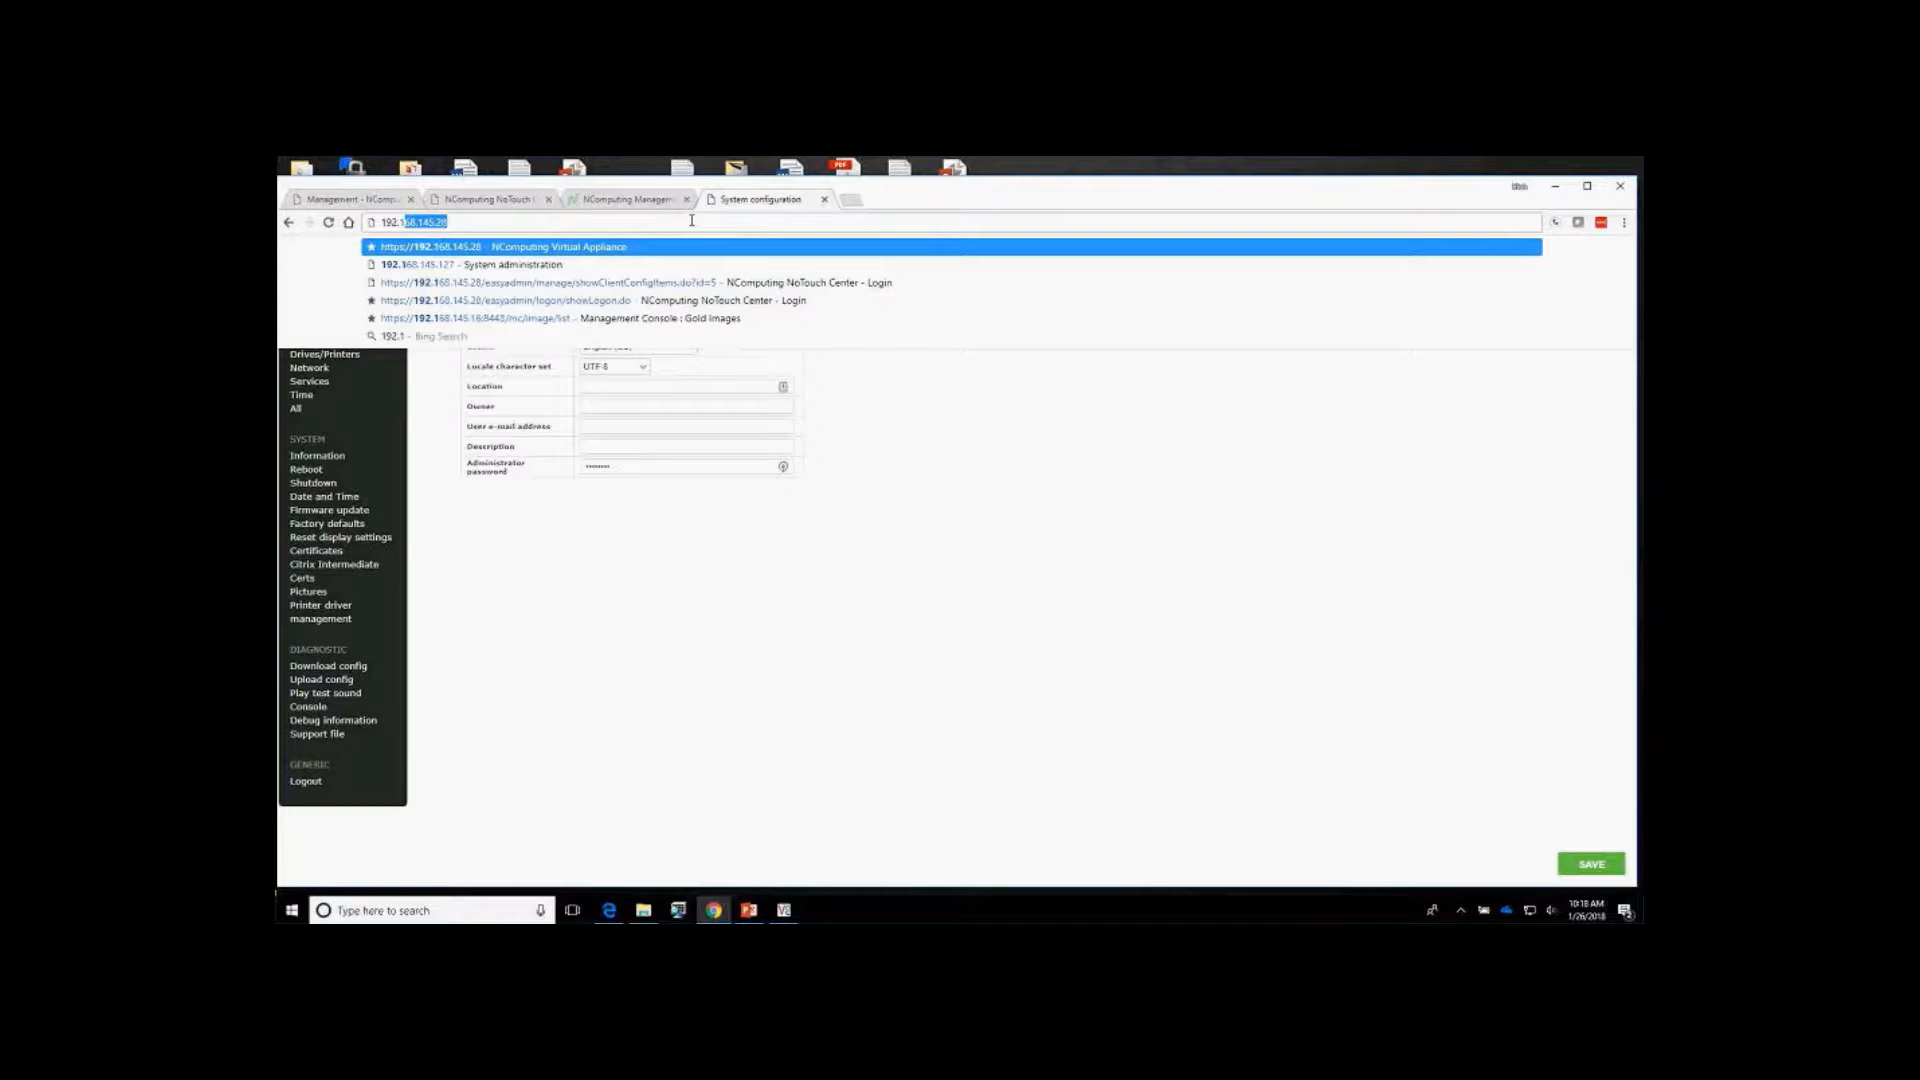 PDF
Management - NComp...
NComputing NoTouch
NComputing Manager
System configuration
192.168.145.28
https://192.168.145.28 - NComputing Virtual Appliance
192.168.145.127 - System administration
https://192.168.145.28/easyadmin/manage/showClientConfigItems.do?id=5 - NComputing NoTouch Center - Login
https://192.168.145.28/easyadmin/logon/showLogon.do - NComputing NoTouch Center - Login
https://192.168.145.16:8443/mc/image/list - Management Console : Gold Images
192.1 - Bing Search
Drives/Printers
Network
Services
Time
All
SYSTEM
Information
Reboot
Shutdown
Date and Time
Firmware update
Factory defaults
Reset display settings
Certificates
Citrix Intermediate
Certs
Pictures
Printer driver
management
DIAGNOSTIC
Download config
Upload config
Play test sound
Console
Debug information
Support file
GENERIC
Logout
Locale character set UTF-8
Location
Owner
User e-mail address
Description
Administrator
password ••••••••
SAVE
Type here to search
10:18 AM
1/26/2018